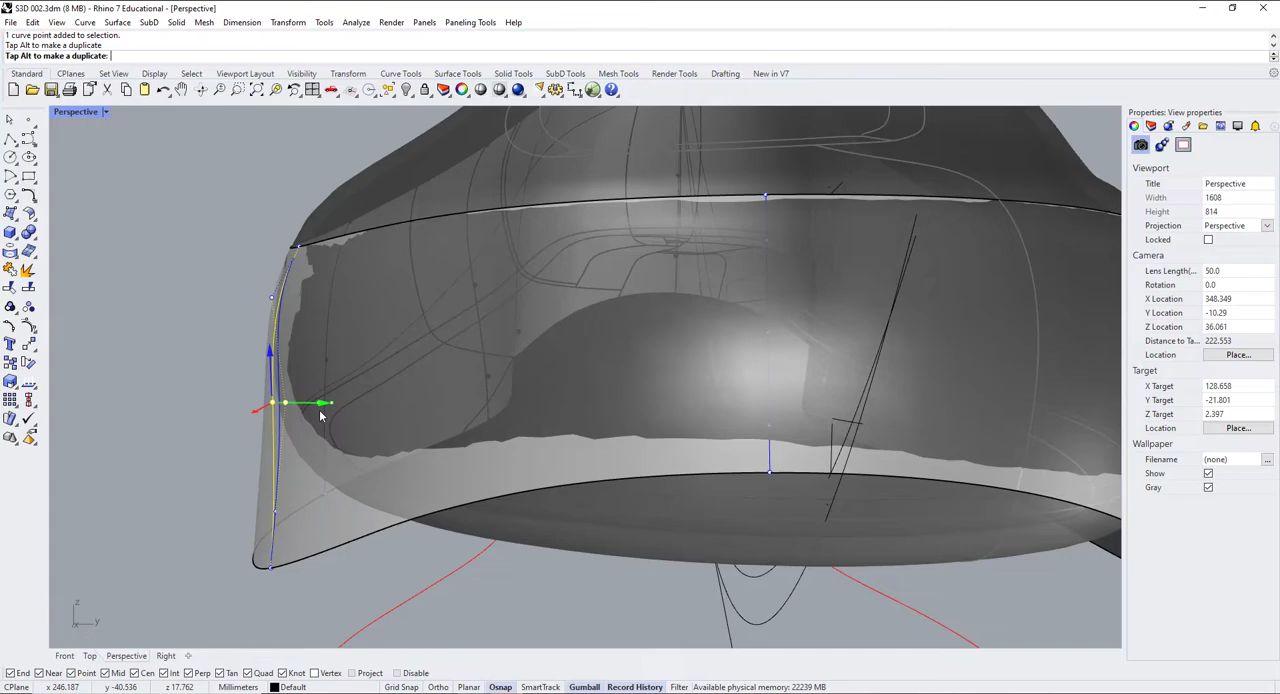 S3D 002.3dm (8 MB) - Rhino 7 Educational - [Perspective]
File Edit View Curve Surface SubD Solid Mesh Dimension Transform Tools Analyze Render Panels Paneling Tools Help
1 curve point added to selection.
Tap Alt to make a duplicate
Tap Alt to make a duplicate:
Standard CPlanes Set View Display Select Viewport Layout Visibility Transform Curve Tools Surface Tools Solid Tools SubD Tools Mesh Tools Render Tools Drafting New in V7
Perspective
Properties: View properties
Viewport
Title Perspective
Width 1608
Height 814
Projection Perspective
Locked
Camera
Lens Length(... 50.0
Rotation 0.0
X Location 348.349
Y Location -10.29
Z Location 36.061
Distance to Ta... 222.553
Location Place...
Target
X Target 128.658
Y Target -21.801
Z Target 2.397
Location Place...
Wallpaper
Filename (none) ...
Show
Gray
z
x y
Front Top Perspective Right
End Near Point Mid Cen Int Perp Tan Quad Knot Vertex Project Disable
CPlane x 246.187 y -40.536 z 17.762 Millimeters Default Grid Snap Ortho Planar Osnap SmartTrack Gumball Record History Filter Available physical memory: 22239 MB